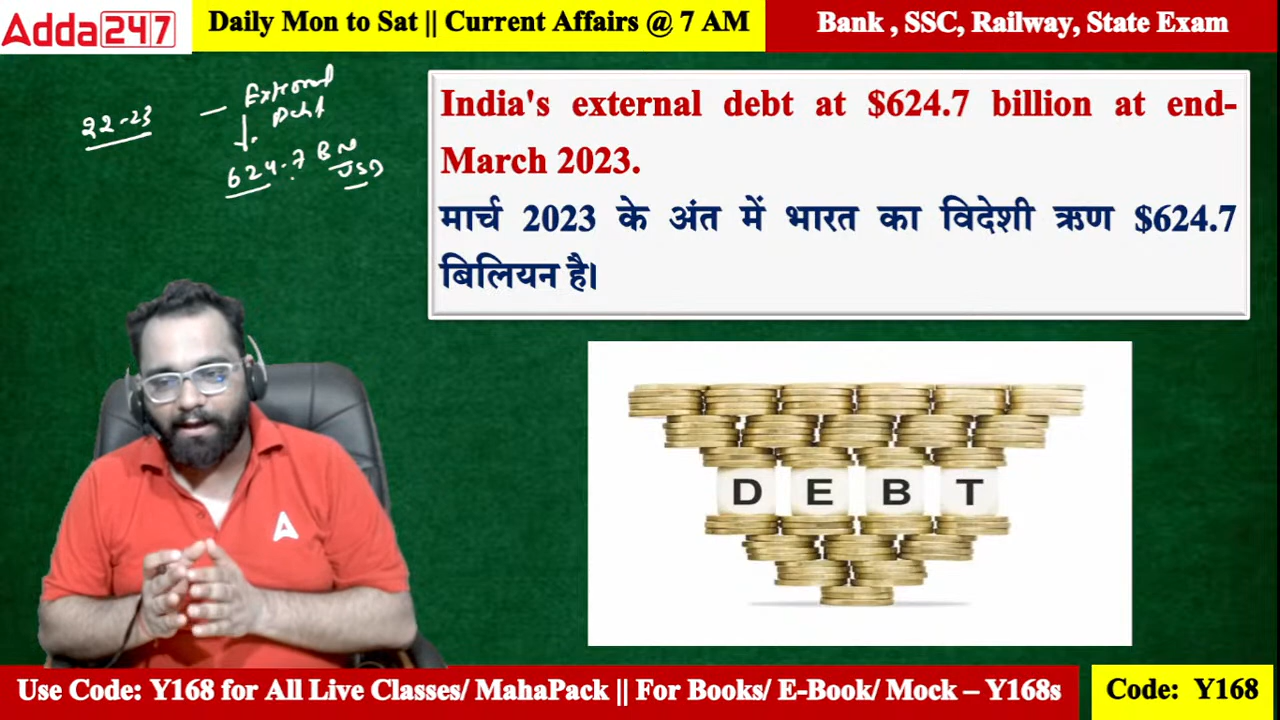 Adda247
Daily Mon to Sat || Current Affairs @ 7 AM
Bank , SSC, Railway, State Exam
22-23 — External
Debt
624.7 BN
USD
India's external debt at $624.7 billion at end-
March 2023.
मार्च 2023 के अंत में भारत का विदेशी ऋण $624.7
बिलियन है।
D E B T
Use Code: Y168 for All Live Classes/ MahaPack || For Books/ E-Book/ Mock – Y168s
Code: Y168